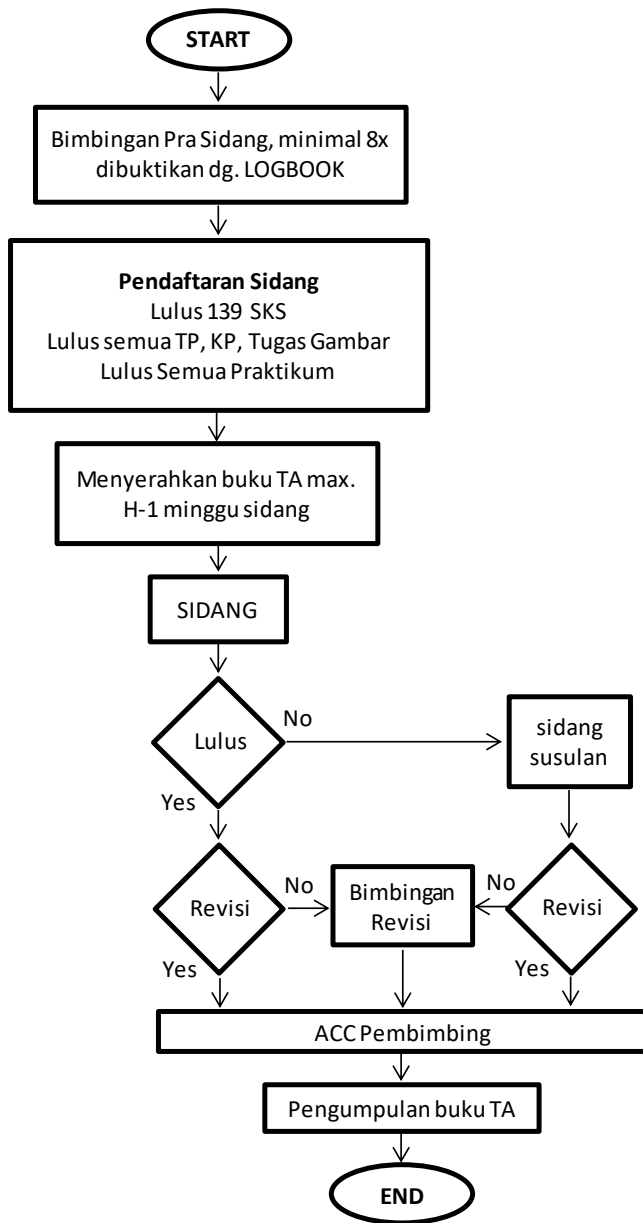 START
Bimbingan Pra Sidang, minimal 8x
dibuktikan dg. LOGBOOK
Pendaftaran Sidang
Lulus 139 SKS
Lulus semua TP, KP, Tugas Gambar
Lulus Semua Praktikum
Menyerahkan buku TA max.
H-1 minggu sidang
SIDANG
Lulus
No
Yes
sidang
susulan
Revisi
No
Yes
Bimbingan
Revisi
No
Revisi
Yes
ACC Pembimbing
Pengumpulan buku TA
END